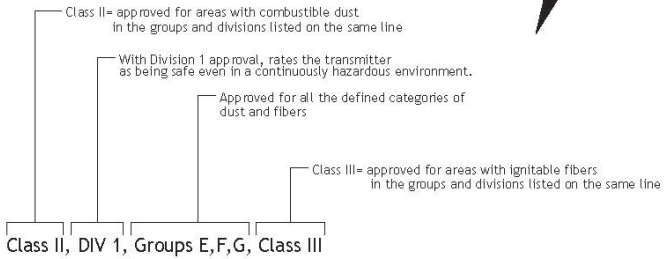 Class II= approved for areas with combustible dust
in the groups and divisions listed on the same line
With Division 1 approval, rates the transmitter
as being safe even in a continuously hazardous environment.
Approved for all the defined categories of
dust and fibers
Class III= approved for areas with ignitable fibers
in the groups and divisions listed on the same line
Class II, DIV 1, Groups E,F,G, Class III